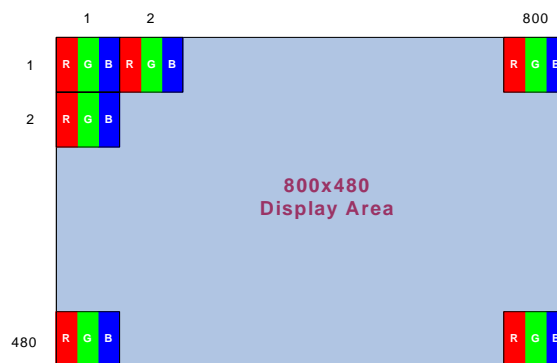 1 2 800
1 R G B R G B R G B
2 R G B
800x480
Display Area
480 R G B R G B